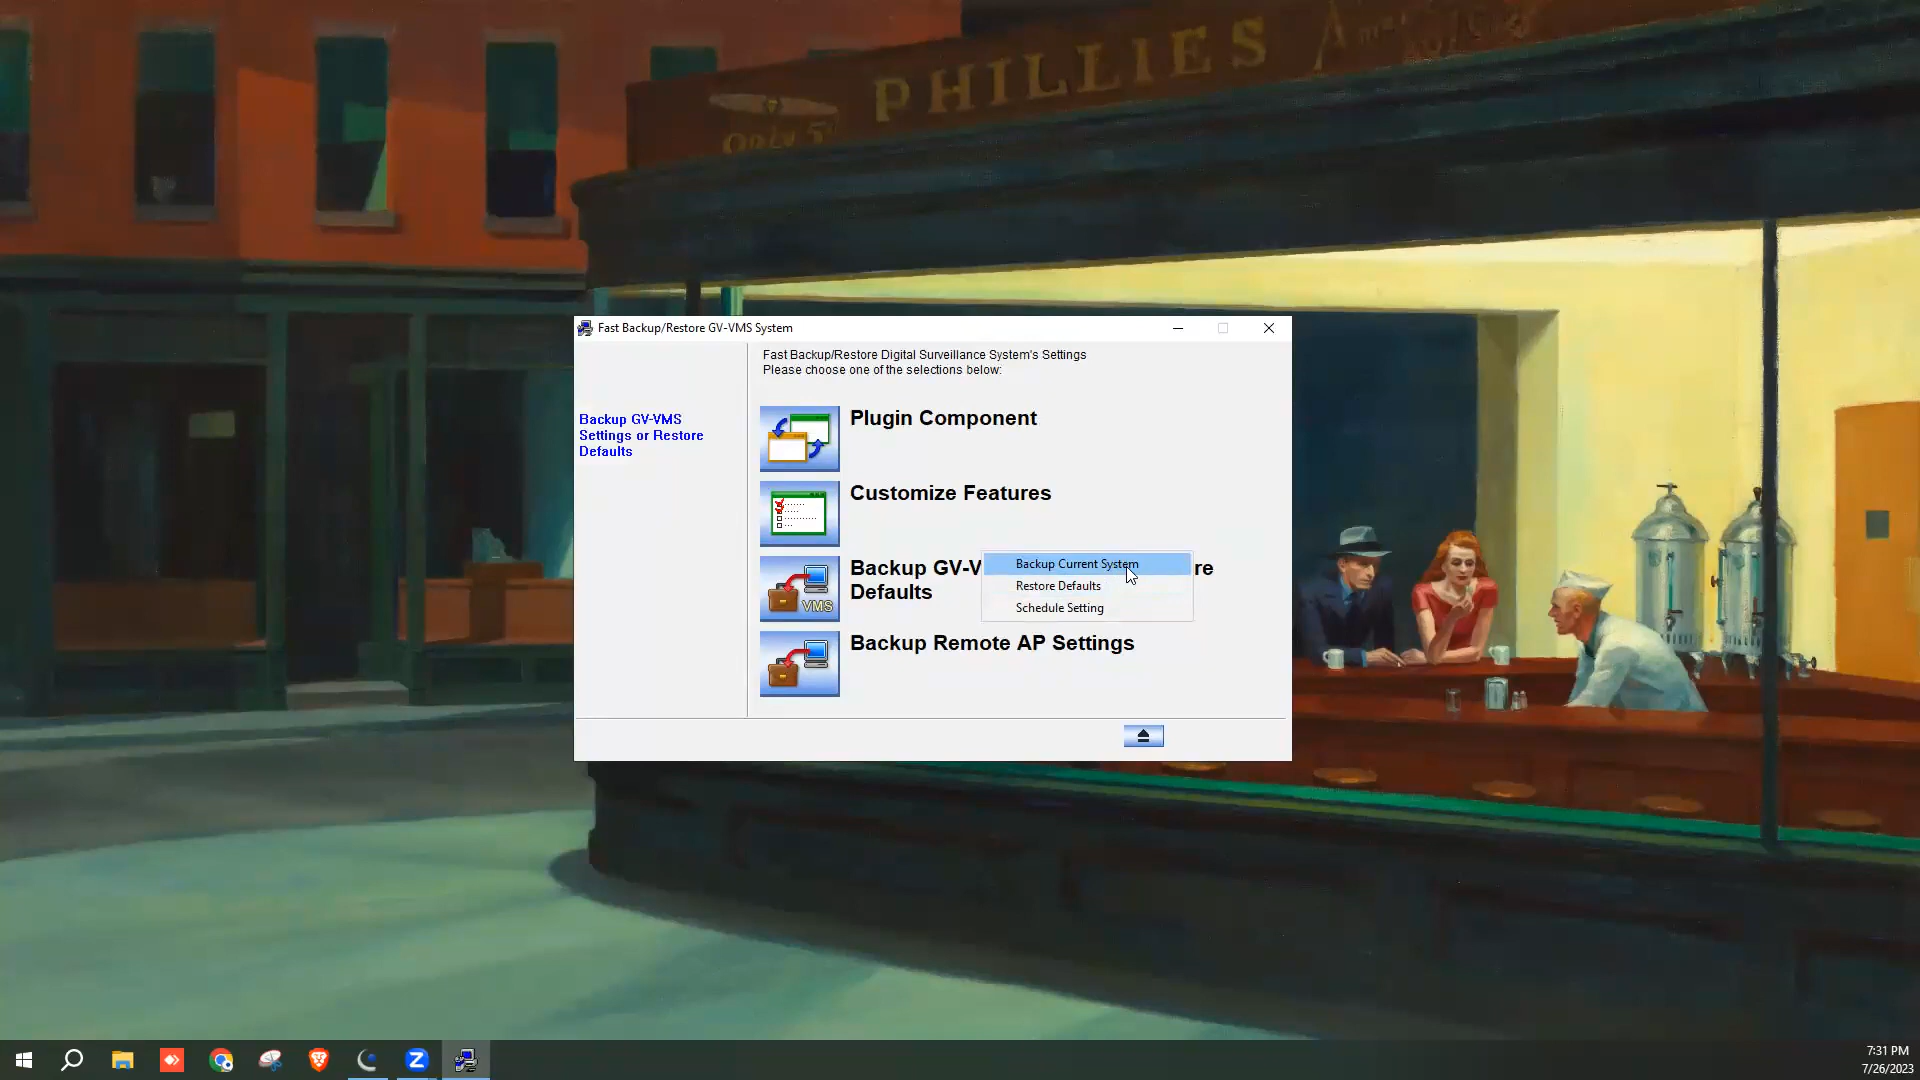 PHILLIES
Only 5¢
Fast Backup/Restore GV-VMS System
Fast Backup/Restore Digital Surveillance System's Settings
Please choose one of the selections below:
Backup GV-VMS
Settings or Restore
Defaults
Plugin Component
Customize Features
Backup GV-V
re
Defaults
VMS
Backup Current System
Restore Defaults
Schedule Setting
Backup Remote AP Settings
7:31 PM
7/26/2023